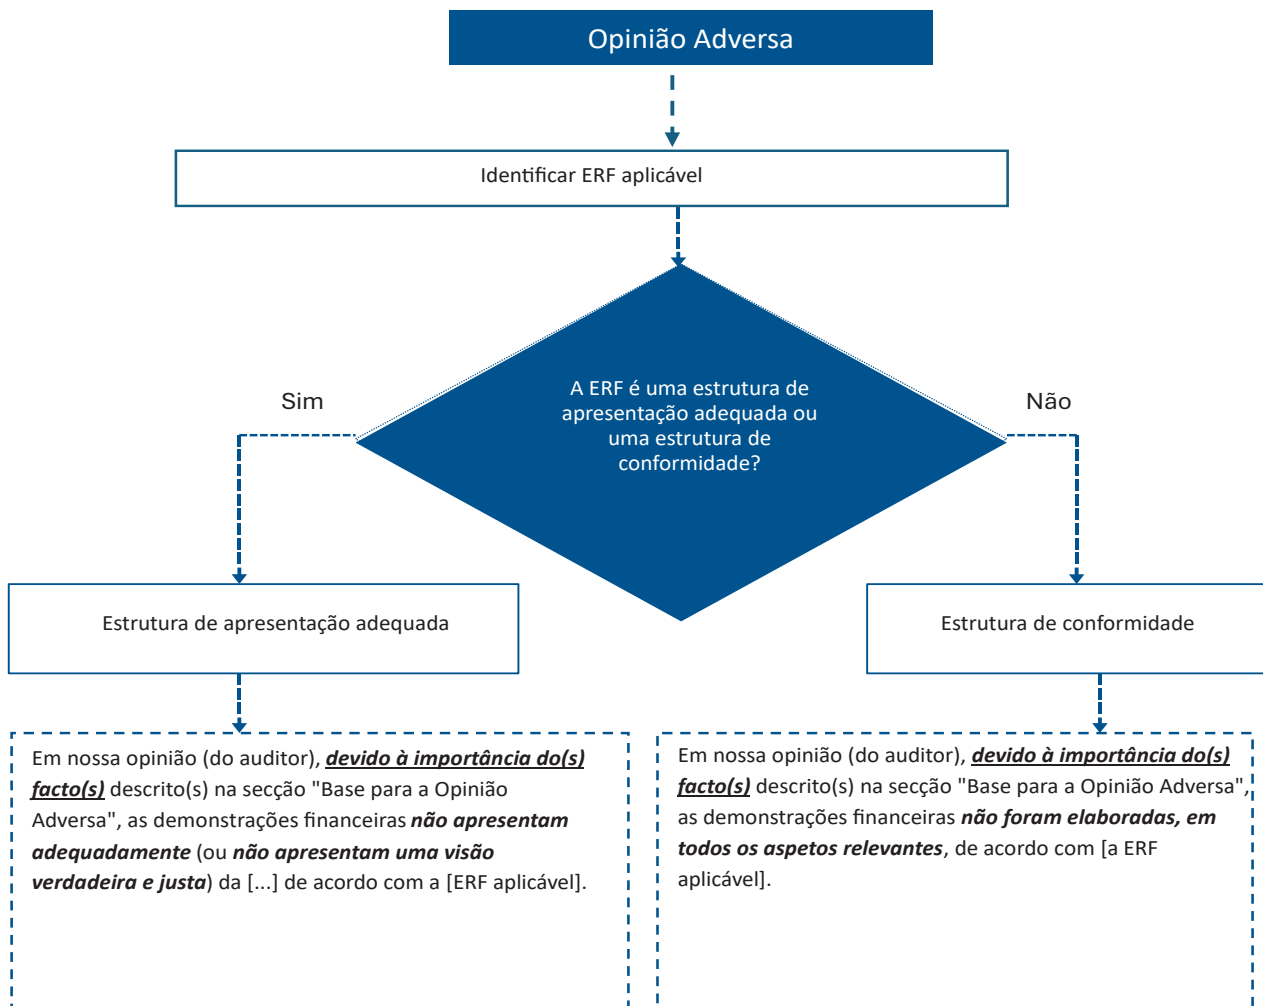 Opinião Adversa
Identificar ERF aplicável
A ERF é uma estrutura de
apresentação adequada ou
uma estrutura de
conformidade?
Sim
Não
Estrutura de apresentação adequada
Estrutura de conformidade
Em nossa opinião (do auditor), devido à importância do(s)
facto(s) descrito(s) na secção "Base para a Opinião
Adversa", as demonstrações financeiras não apresentam
adequadamente (ou não apresentam uma visão
verdadeira e justa) da [...] de acordo com a [ERF aplicável].
Em nossa opinião (do auditor), devido à importância do(s)
facto(s) descrito(s) na secção "Base para a Opinião Adversa",
as demonstrações financeiras não foram elaboradas, em
todos os aspetos relevantes, de acordo com [a ERF
aplicável].